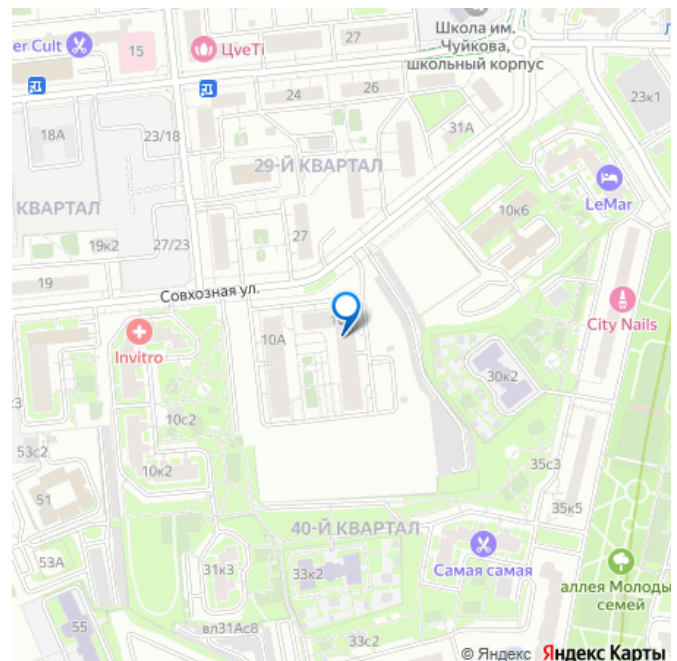 Школа им.
Чуйкова,
школьный корпус
er Cult
15
ЦveTi
27
24
26
23к1
18А
23/18
31А
29-Й КВАРТАЛ
КВАРТАЛ
LeMar
10к6
19к2
27/23
27
19
Совхозная ул.
10А
City Nails
Invitro
30к2
10с2
53с2
10к2
35с3
51
35к5
40-Й КВАРТАЛ
53А
31к3
33к2
Самая самая
аллея Молоды
семей
55
вл31Ас8
33с2
© Яндекс Яндекс Карты